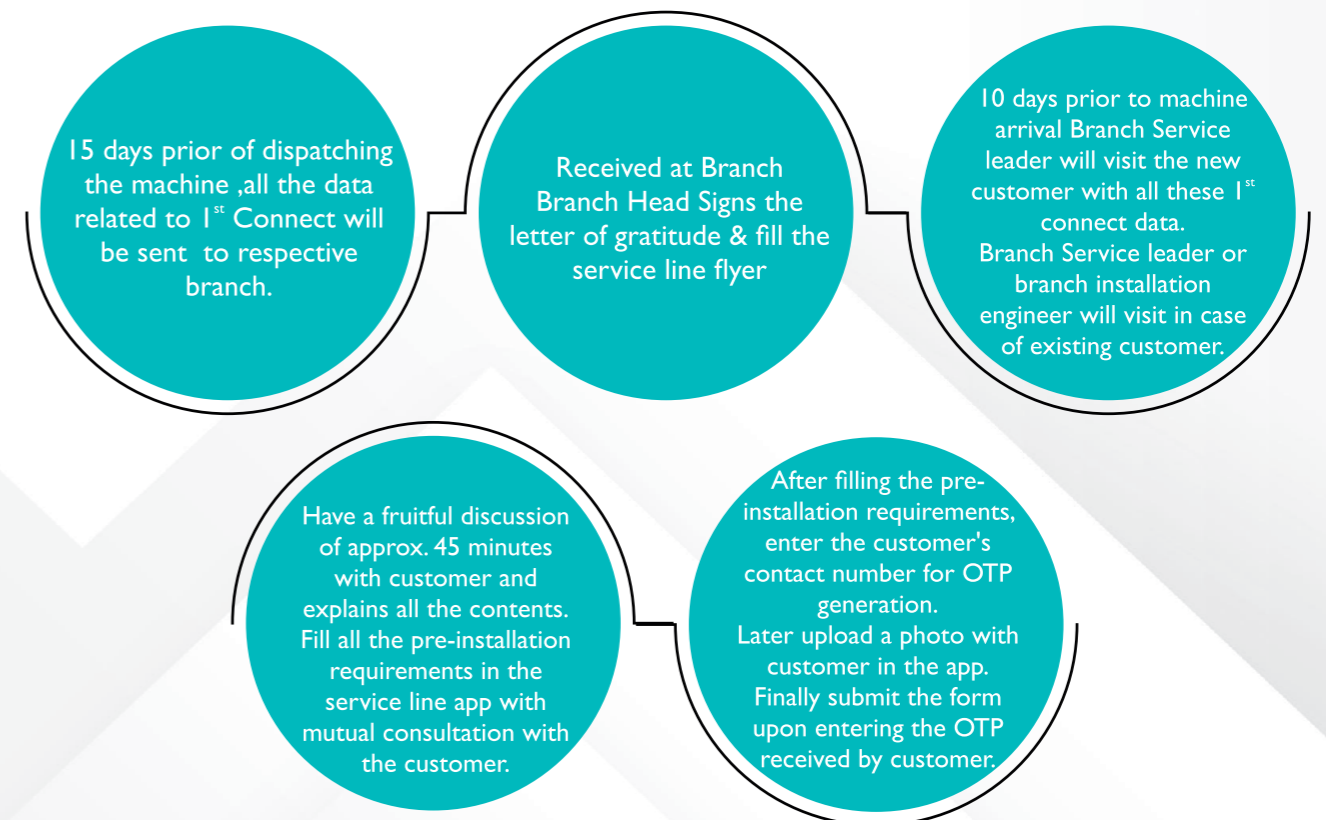 15 days prior of dispatching
the machine ,all the data
related to 1st Connect will
be sent to respective
branch.
Received at Branch
Branch Head Signs the
letter of gratitude & fill the
service line flyer
10 days prior to machine
arrival Branch Service
leader will visit the new
customer with all these 1st
connect data.
Branch Service leader or
branch installation
engineer will visit in case
of existing customer.
Have a fruitful discussion
of approx. 45 minutes
with customer and
explains all the contents.
Fill all the pre-installation
requirements in the
service line app with
mutual consultation with
the customer.
After filling the pre-
installation requirements,
enter the customer's
contact number for OTP
generation.
Later upload a photo with
customer in the app.
Finally submit the form
upon entering the OTP
received by customer.